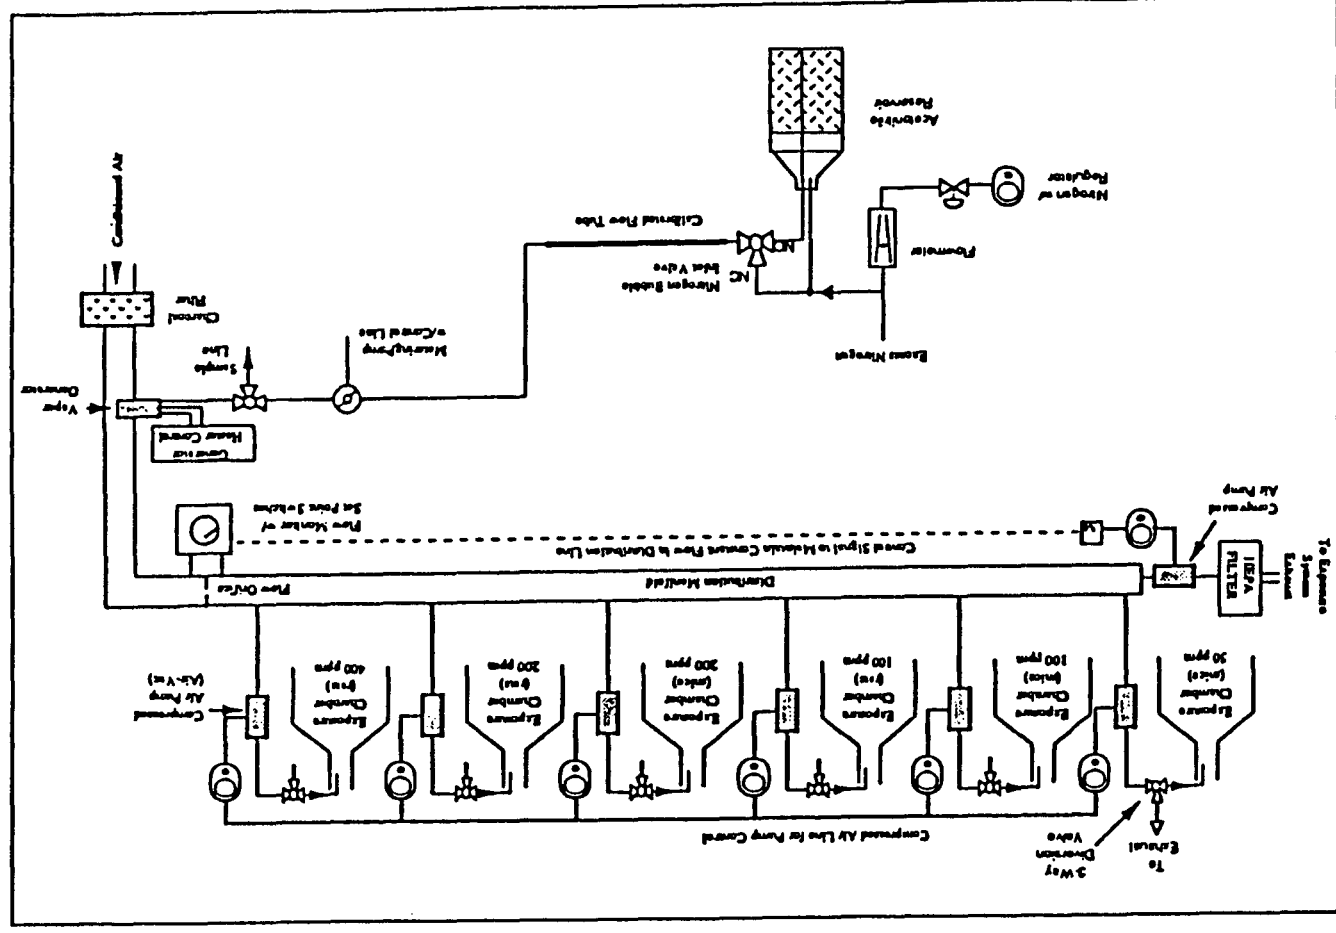 To
Exhaust
3-Way
Diversion
Valve
Compressed Air Line for Pump Control
Exposure
Chamber
(mice)
50 ppm
Exposure
Chamber
(mice)
100 ppm
Exposure
Chamber
(rats)
100 ppm
Exposure
Chamber
(mice)
200 ppm
Exposure
Chamber
(rats)
200 ppm
Exposure
Chamber
(rats)
400 ppm
Compressed
Air Pump
(Air-Vac)
To Exposure
System
Exhaust
HEPA
FILTER
Distribution Manifold
Flow Orifice
Control Signal to Maintain Constant Flow to Distribution Line
Compressed
Air Pump
Flow Monitor w/
Set Point Switches
Generator
Heater Control
Vapor
Generator
Sample
Line
Metering Pump
w/Control Line
Excess Nitrogen
Charcoal
Filter
Nitrogen Bubble
Inlet Valve
NC
NO
Flowmeter
Calibrated Flow Tube
Nitrogen w/
Regulator
Conditioned Air
Acetonitrile
Reservoir